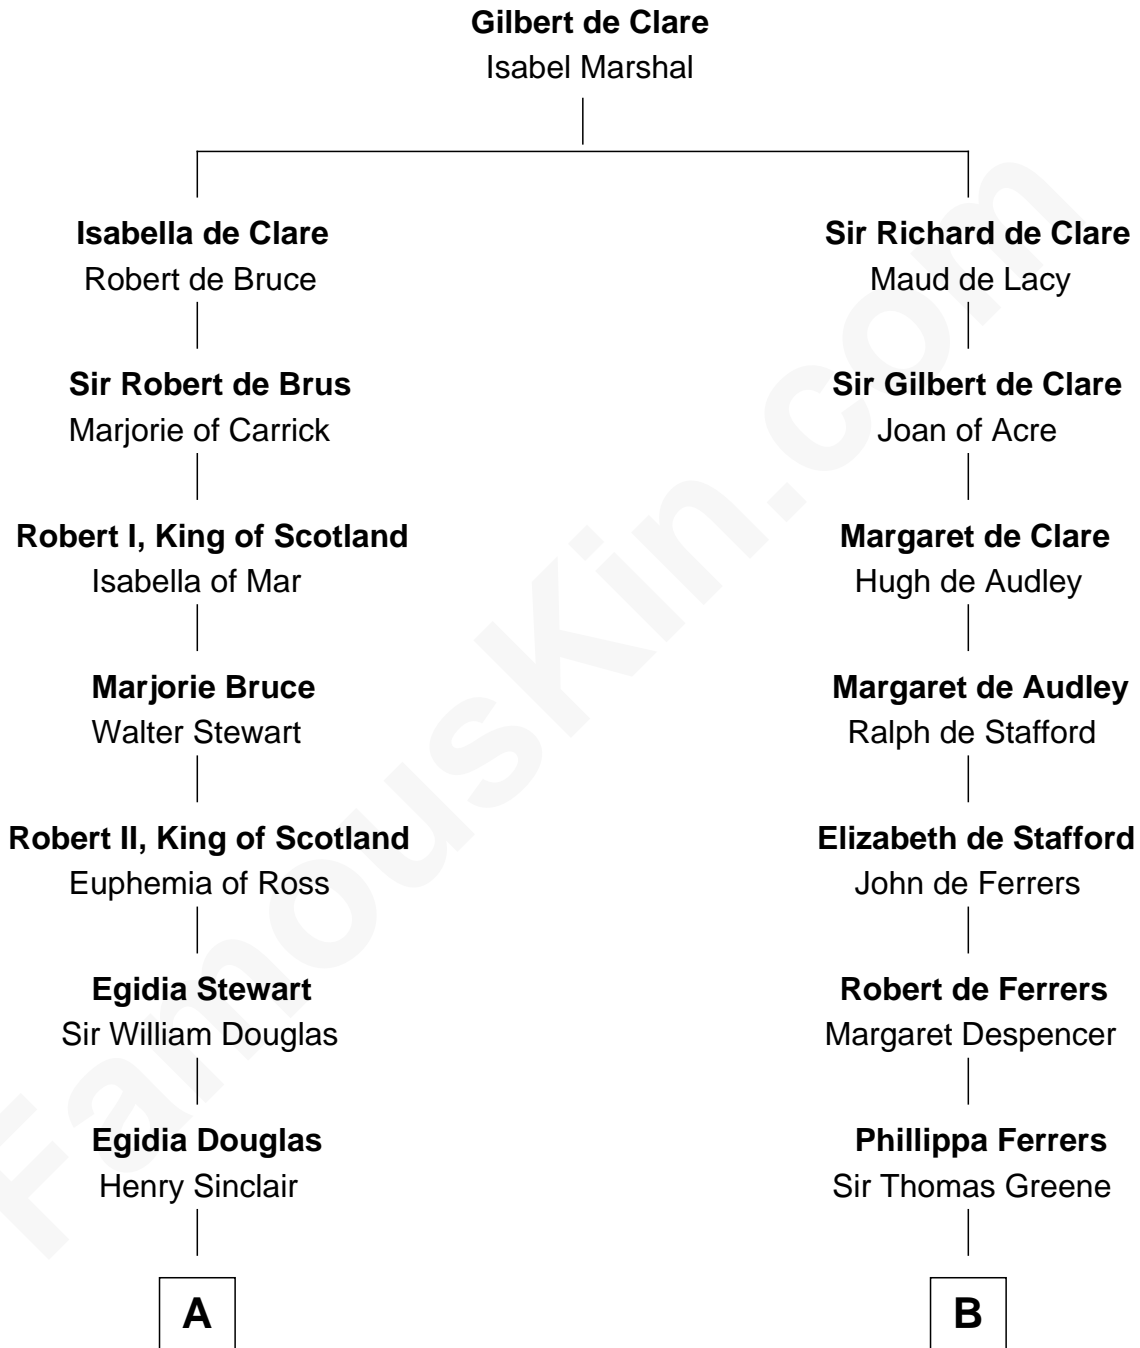 Gilbert de Clare
Isabel Marshal
Isabella de Clare
Robert de Bruce
Sir Richard de Clare
Maud de Lacy
Sir Robert de Brus
Marjorie of Carrick
Sir Gilbert de Clare
Joan of Acre
Robert I, King of Scotland
Isabella of Mar
Margaret de Clare
Hugh de Audley
Marjorie Bruce
Walter Stewart
Margaret de Audley
Ralph de Stafford
Robert II, King of Scotland
Euphemia of Ross
Elizabeth de Stafford
John de Ferrers
Egidia Stewart
Sir William Douglas
Robert de Ferrers
Margaret Despencer
Egidia Douglas
Henry Sinclair
Phillippa Ferrers
Sir Thomas Greene
A
B
FamousKin.com